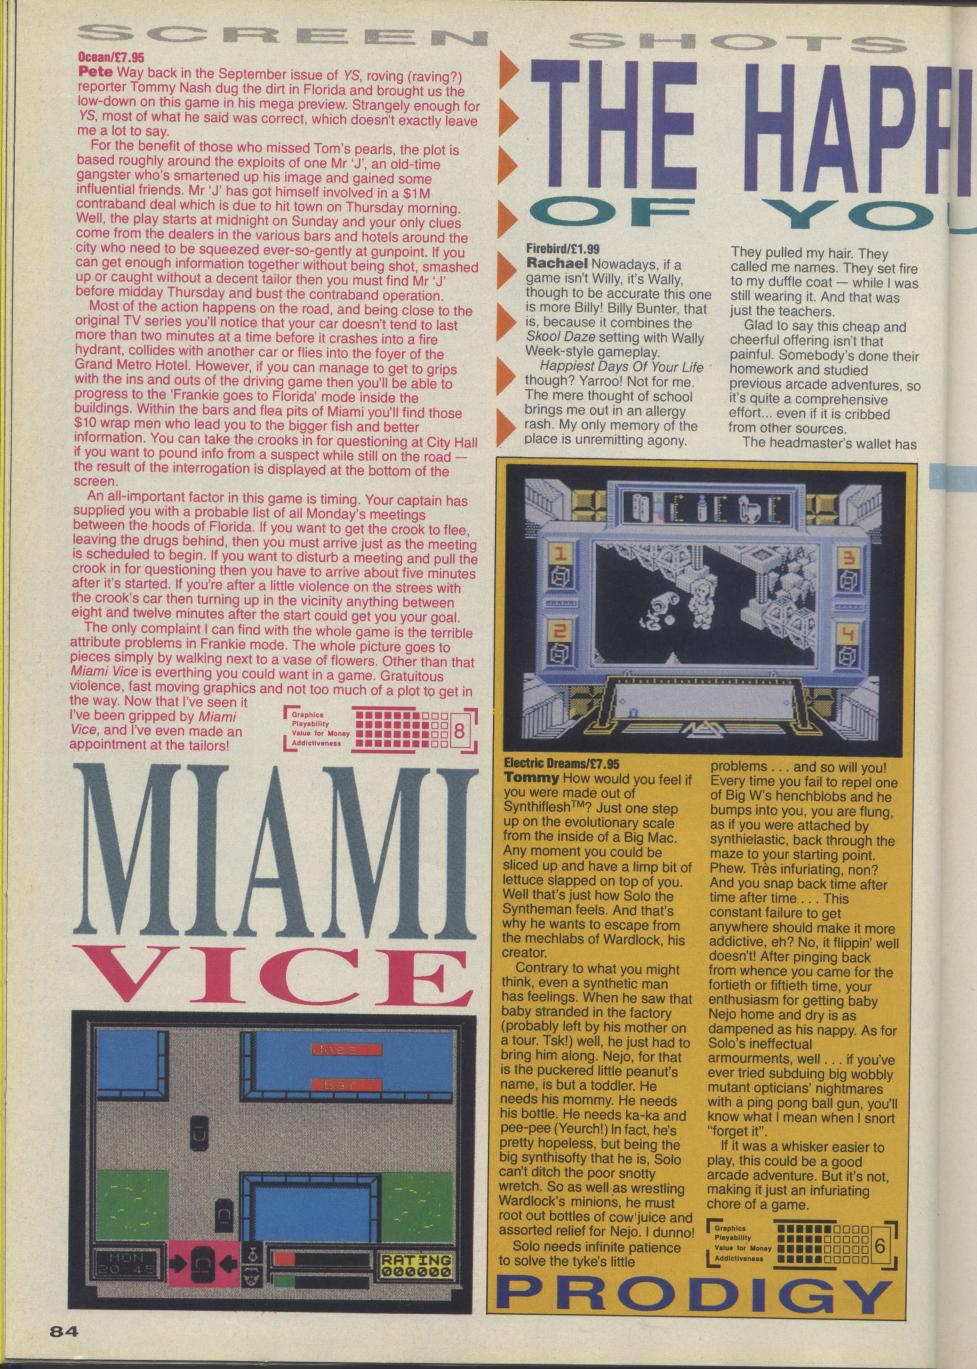 SCREEN SHOTS
Ocean/£7.95
Pete Way back in the September issue of YS, roving (raving?)
reporter Tommy Nash dug the dirt in Florida and brought us the
low-down on this game in his mega preview. Strangely enough for
YS, most of what he said was correct, which doesn't exactly leave
me a lot to say.
For the benefit of those who missed Tom's pearls, the plot is
based roughly around the exploits of one Mr 'J', an old-time
gangster who's smartened up his image and gained some
influential friends. Mr 'J' has got himself involved in a $1M
contraband deal which is due to hit town on Thursday morning.
Well, the play starts at midnight on Sunday and your only clues
come from the dealers in the various bars and hotels around the
city who need to be squeezed ever-so-gently at gunpoint. If you
can get enough information together without being shot, smashed
up or caught without a decent tailor then you must find Mr 'J'
before midday Thursday and bust the contraband operation.
Most of the action happens on the road, and being close to the
original TV series you'll notice that your car doesn't tend to last
more than two minutes at a time before it crashes into a fire
hydrant, collides with another car or flies into the foyer of the
Grand Metro Hotel. However, if you can manage to get to grips
with the ins and outs of the driving game then you'll be able to
progress to the 'Frankie goes to Florida' mode inside the
buildings. Within the bars and flea pits of Miami you'll find those
$10 wrap men who lead you to the bigger fish and better
information. You can take the crooks in for questioning at City Hall
if you want to pound info from a suspect while still on the road —
the result of the interrogation is displayed at the bottom of the
screen.
An all-important factor in this game is timing. Your captain has
supplied you with a probable list of all Monday's meetings
between the hoods of Florida. If you want to get the crook to flee,
leaving the drugs behind, then you must arrive just as the meeting
is scheduled to begin. If you want to disturb a meeting and pull the
crook in for questioning then you have to arrive about five minutes
after it's started. If you're after a little violence on the strees with
the crook's car then turning up in the vicinity anything between
eight and twelve minutes after the start could get you your goal.
The only complaint I can find with the whole game is the terrible
attribute problems in Frankie mode. The whole picture goes to
pieces simply by walking next to a vase of flowers. Other than that
Miami Vice is everthing you could want in a game. Gratuitous
violence, fast moving graphics and not too much of a plot to get in
the way. Now that I've seen it
I've been gripped by Miami
Vice, and I've even made an
appointment at the tailors!
Graphics
Playability
Value for Money
Addictiveness
8
MIAMI
VICE
Bar
MON
20 45
RATING
000000
84
THE HAPP
OF YOU
Firebird/£1.99
Rachael Nowadays, if a
game isn't Willy, it's Wally,
though to be accurate this one
is more Billy! Billy Bunter, that
is, because it combines the
Skool Daze setting with Wally
Week-style gameplay.
Happiest Days Of Your Life
though? Yarroo! Not for me.
The mere thought of school
brings me out in an allergy
rash. My only memory of the
place is unremitting agony.
They pulled my hair. They
called me names. They set fire
to my duffle coat — while I was
still wearing it. And that was
just the teachers.
Glad to say this cheap and
cheerful offering isn't that
painful. Somebody's done their
homework and studied
previous arcade adventures, so
it's quite a comprehensive
effort... even if it is cribbed
from other sources.
The headmaster's wallet has
1
2
3
4
Electric Dreams/£7.95
Tommy How would you feel if
you were made out of
Synthiflesh™? Just one step
up on the evolutionary scale
from the inside of a Big Mac.
Any moment you could be
sliced up and have a limp bit of
lettuce slapped on top of you.
Well that's just how Solo the
Syntheman feels. And that's
why he wants to escape from
the mechlabs of Wardlock, his
creator.
Contrary to what you might
think, even a synthetic man
has feelings. When he saw that
baby stranded in the factory
(probably left by his mother on
a tour. Tsk!) well, he just had to
bring him along. Nejo, for that
is the puckered little peanut's
name, is but a toddler. He
needs his mommy. He needs
his bottle. He needs ka-ka and
pee-pee (Yeurch!) In fact, he's
pretty hopeless, but being the
big synthisofty that he is, Solo
can't ditch the poor snotty
wretch. So as well as wrestling
Wardlock's minions, he must
root out bottles of cow juice and
assorted relief for Nejo. I dunno!
Solo needs infinite patience
to solve the tyke's little
problems . . . and so will you!
Every time you fail to repel one
of Big W's henchblobs and he
bumps into you, you are flung,
as if you were attached by
synthielastic, back through the
maze to your starting point.
Phew. Très infuriating, non?
And you snap back time after
time after time . . . This
constant failure to get
anywhere should make it more
addictive, eh? No, it flippin' well
doesn't! After pinging back
from whence you came for the
fortieth or fiftieth time, your
enthusiasm for getting baby
Nejo home and dry is as
dampened as his nappy. As for
Solo's ineffectual
armourments, well . . . if you've
ever tried subduing big wobbly
mutant opticians' nightmares
with a ping pong ball gun, you'll
know what I mean when I snort
"forget it".
If it was a whisker easier to
play, this could be a good
arcade adventure. But it's not,
making it just an infuriating
chore of a game.
Graphics
Playability
Value for Money
Addictiveness
6
PRODIGY